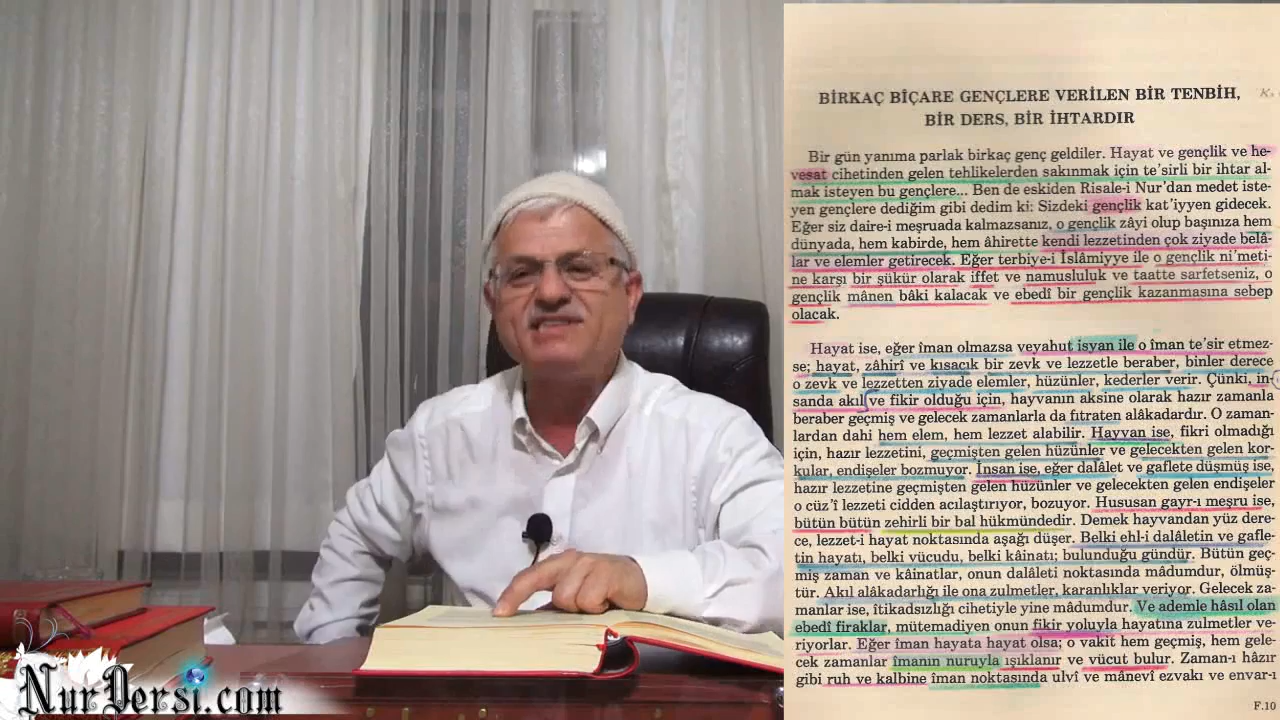 BİRKAÇ BİÇARE GENÇLERE VERİLEN BİR TENBİH,
BİR DERS, BİR İHTARDIR
Bir gün yanıma parlak birkaç genç geldiler. Hayat ve gençlik ve he-
vesat cihetinden gelen tehlikelerden sakınmak için te'sirli bir ihtar al-
mak isteyen bu gençlere... Ben de eskiden Risale-i Nur'dan medet iste-
yen gençlere dediğim gibi dedim ki: Sizdeki gençlik kat'iyyen gidecek.
Eğer siz daire-i meşruada kalmazsanız, o gençlik zâyi olup başınıza hem
dünyada, hem kabirde, hem âhirette kendi lezzetinden çok ziyade belâ-
lar ve elemler getirecek. Eğer terbiye-i İslâmiyye ile o gençlik ni'meti-
ne karşı bir şükür olarak iffet ve namusluluk ve taatte sarfetseniz, o
gençlik mânen bâki kalacak ve ebedî bir gençlik kazanmasına sebep
olacak.
Hayat ise, eğer îman olmazsa veyahut isyan ile o îman te'sir etmez-
se; hayat, zâhirî ve kısacık bir zevk ve lezzetle beraber, binler derece
o zevk ve lezzetten ziyade elemler, hüzünler, kederler verir. Çünki, in-
sanda akıl ve fikir olduğu için, hayvanın aksine olarak hazır zamanla
beraber geçmiş ve gelecek zamanlarla da fıtraten alâkadardır. O zaman-
lardan dahi hem elem, hem lezzet alabilir. Hayvan ise, fikri olmadığı
için, hazır lezzetini, geçmişten gelen hüzünler ve gelecekten gelen kor-
kular, endişeler bozmuyor. İnsan ise, eğer dalâlet ve gaflete düşmüş ise,
hazır lezzetine geçmişten gelen hüzünler ve gelecekten gelen endişeler
o cüz'î lezzeti cidden acılaştırıyor, bozuyor. Hususan gayr-ı meşru ise,
bütün bütün zehirli bir bal hükmündedir. Demek hayvandan yüz dere-
ce, lezzet-i hayat noktasında aşağı düşer. Belki ehl-i dalâletin ve gafle-
tin hayatı, belki vücudu, belki kâinatı; bulunduğu gündür. Bütün geç-
miş zaman ve kâinatlar, onun dalâleti noktasında mâdumdur, ölmüş-
tür. Akıl alâkadarlığı ile ona zulmetler, karanlıklar veriyor. Gelecek za-
manlar ise, îtikadsızlığı cihetiyle yine mâdumdur. Ve ademle hâsıl olan
ebedî firaklar, mütemadiyen onun fikir yoluyla hayatına zulmetler ve-
riyorlar. Eğer îman hayata hayat olsa; o vakit hem geçmiş, hem gele-
cek zamanlar îmanın nuruyla ışıklanır ve vücut bulur. Zaman-ı hâzır
gibi ruh ve kalbine îman noktasında ulvî ve mânevî ezvakı ve envar-ı
F.10
NurDersi.com